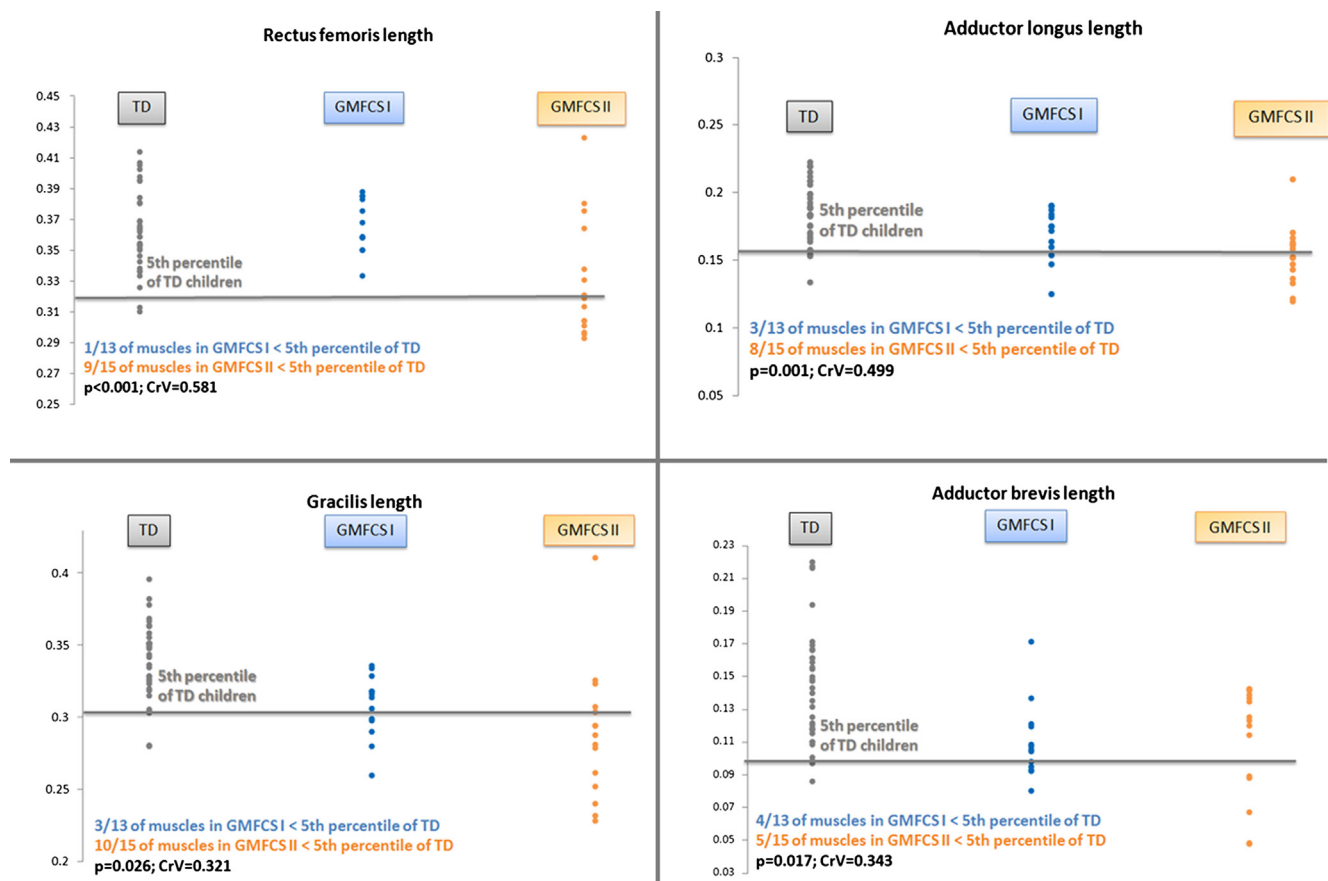 Rectus femoris length
0.45
0.43
0.41
0.39
0.37
0.35
0.33
0.31
0.29
0.27
0.25
TD
GMFCS I
GMFCS II
5th percentile
of TD children
1/13 of muscles in GMFCS I < 5th percentile of TD
9/15 of muscles in GMFCS II < 5th percentile of TD
p<0.001; CrV=0.581
Adductor longus length
0.3
0.25
0.2
0.15
0.1
0.05
TD
GMFCS I
GMFCS II
5th percentile
of TD children
3/13 of muscles in GMFCS I < 5th percentile of TD
8/15 of muscles in GMFCS II < 5th percentile of TD
p=0.001; CrV=0.499
Gracilis length
0.4
0.35
0.3
0.25
0.2
TD
GMFCS I
GMFCS II
5th percentile
of TD children
3/13 of muscles in GMFCS I < 5th percentile of TD
10/15 of muscles in GMFCS II < 5th percentile of TD
p=0.026; CrV=0.321
Adductor brevis length
0.23
0.21
0.19
0.17
0.15
0.13
0.11
0.09
0.07
0.05
0.03
TD
GMFCS I
GMFCS II
5th percentile
of TD children
4/13 of muscles in GMFCS I < 5th percentile of TD
5/15 of muscles in GMFCS II < 5th percentile of TD
p=0.017; CrV=0.343